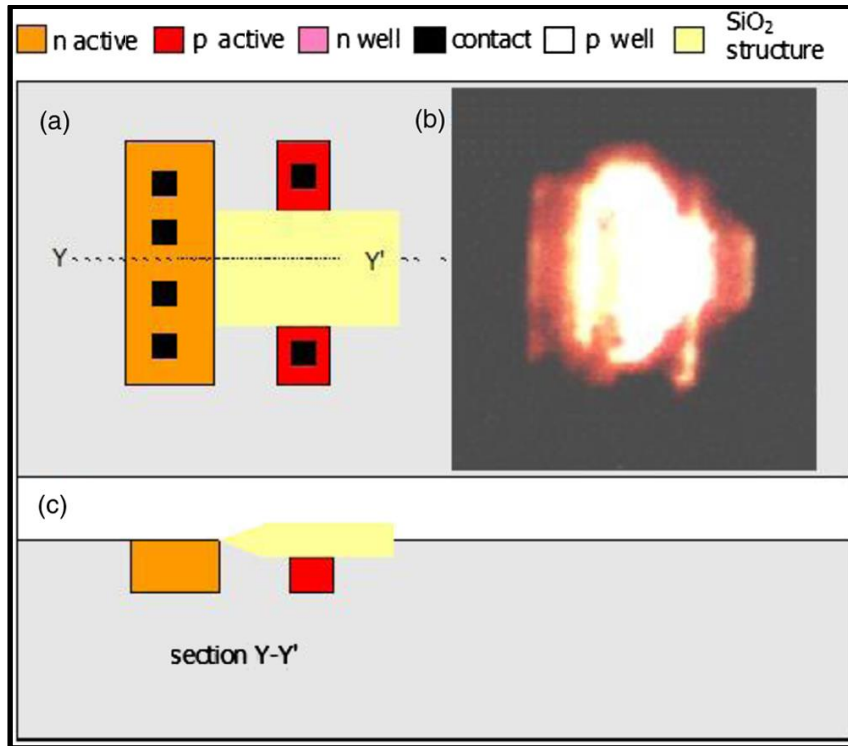 n active p active n well contact p well SiO₂ structure
(a)
(b)
Y
Y'
(c)
section Y-Y'